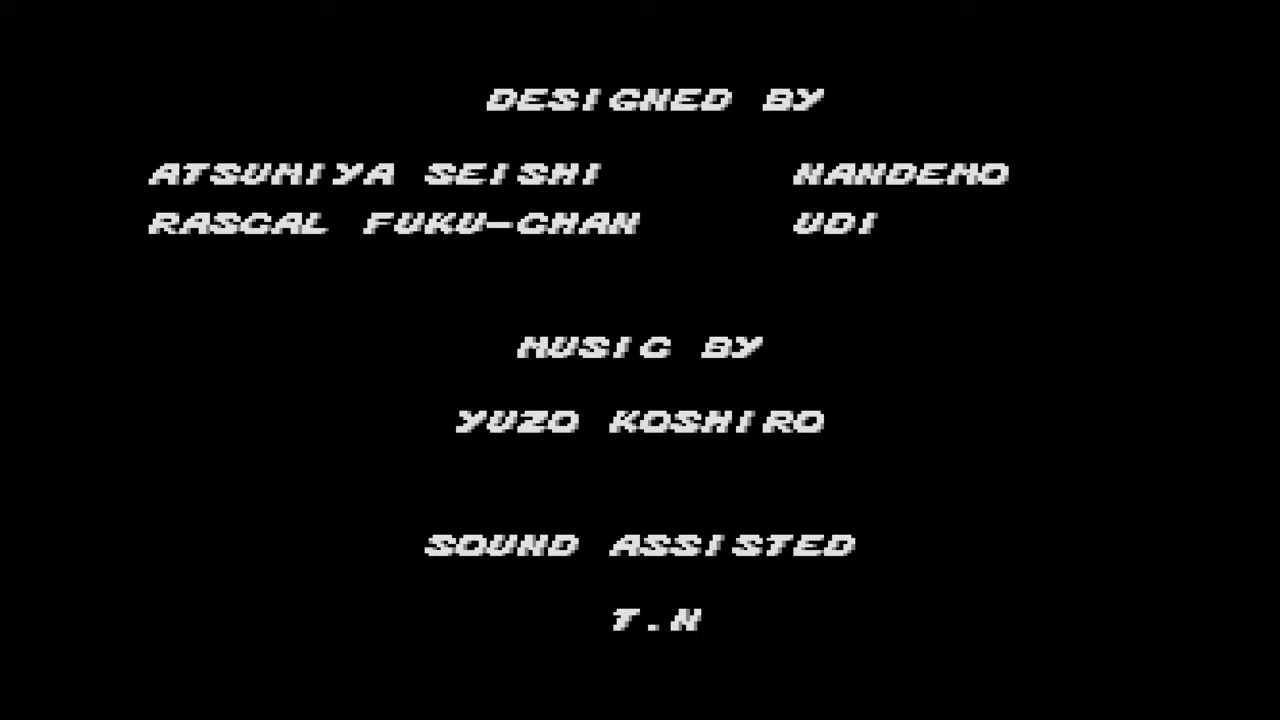 DESIGNED BY
ATSUMIYA SEISHI NANDEMO
RASCAL FUKU-CHAN UDI
MUSIC BY
YUZO KOSHIRO
SOUND ASSISTED
T.N